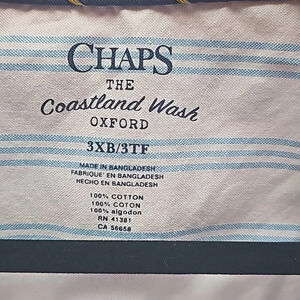 CHAPS
THE
Coastland Wash
OXFORD
3XB/3TF
MADE IN BANGLADESH
FABRIQUE' EN BANGLADESH
HECHO EN BANGLADESH
100% COTTON
100% COTON
100% algodon
RN 41381
CA 56658